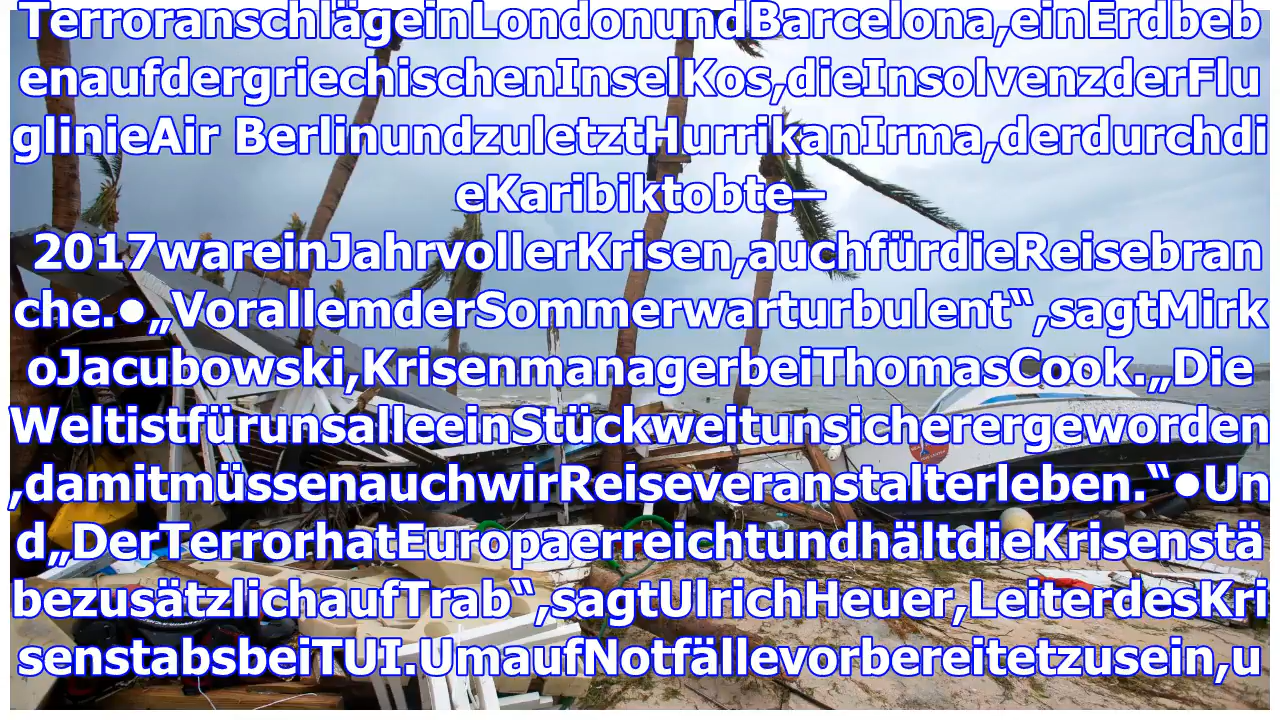 TerroranschlägeinLondonundBarcelona,einErdbeb
enaufdergriechischenInselKos,dieInsolvenzderFlu
glinieAir BerlinundzuletztHurrikanIrma,derdurchdi
eKaribiktobte–
2017wareinJahrvollerKrisen,auchfürdieReisebran
che.●„VorallemderSommerwarturbulent“,sagtMirk
oJacubowski,KrisenmanagerbeiThomasCook.„Die
WeltistfürunsalleeinStückweitunsicherergeworden
,damitmüssenauchwirReiseveranstalterleben.“●Un
d„DerTerrorhatEuropaerreichtundhältdieKrisenstä
bezusätzlichaufTrab“,sagtUlrichHeuer,LeiterdesKri
senstabsbeiTUI.UmaufNotfällevorbereitetzusein,u